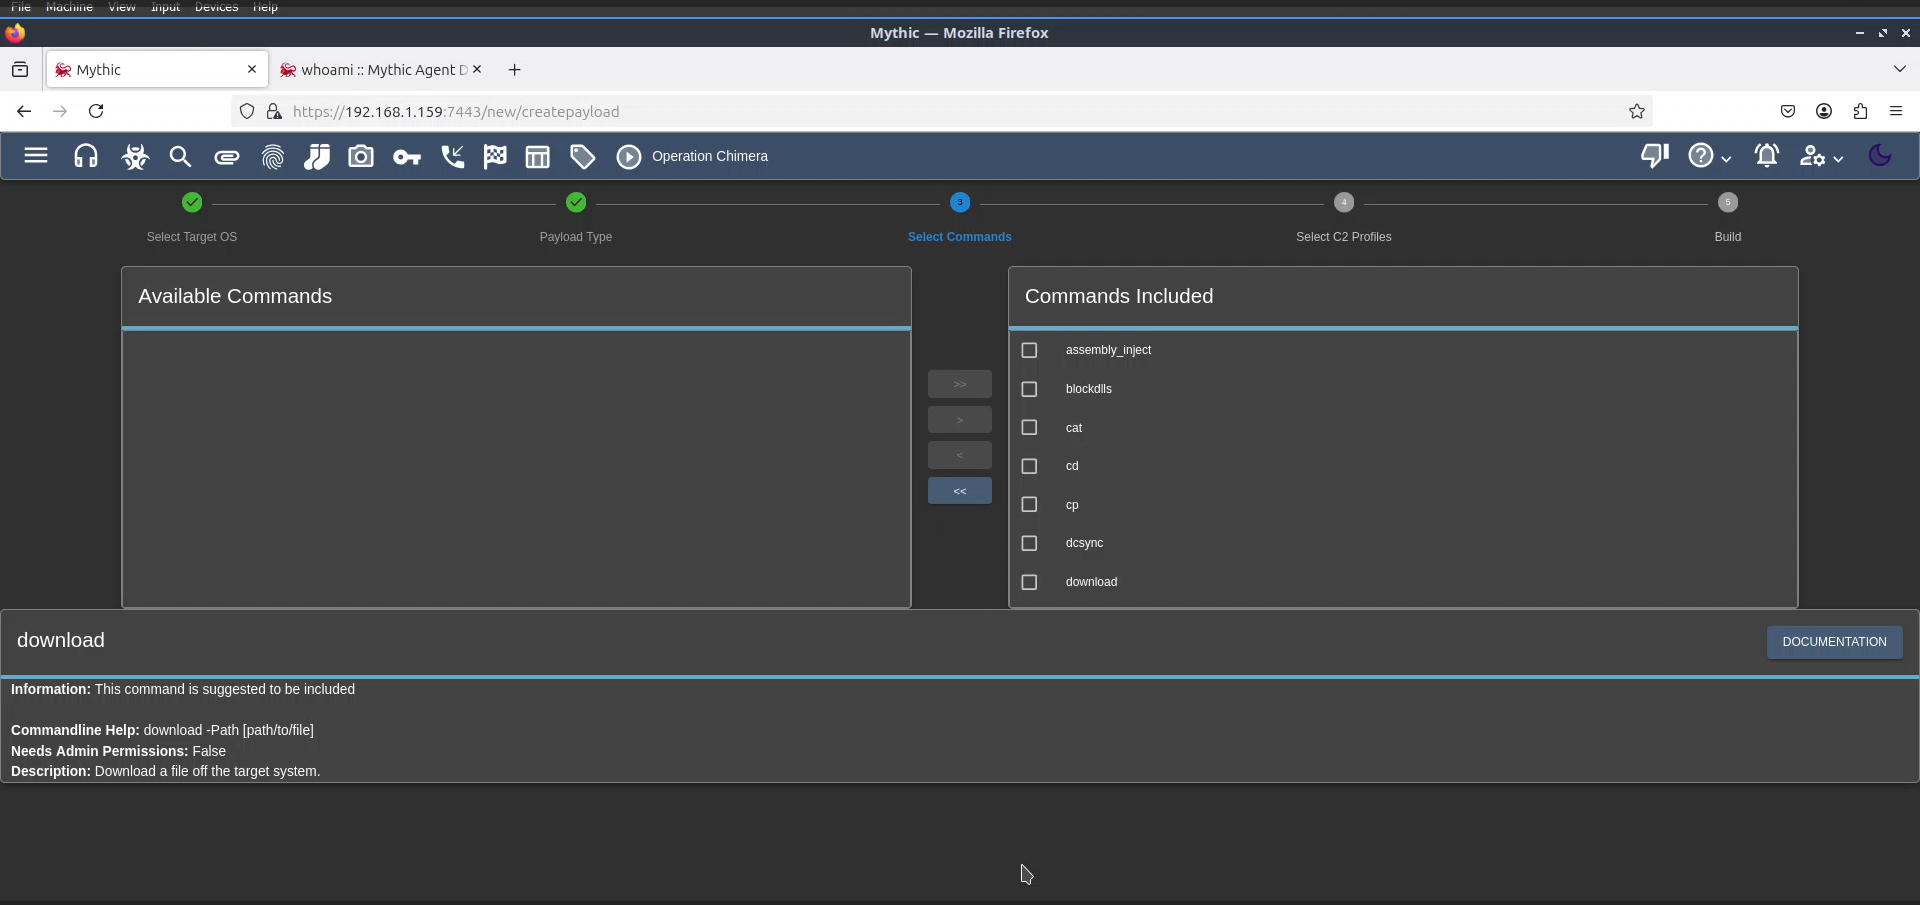 File Machine View Input Devices Help
Mythic — Mozilla Firefox
Mythic
whoami :: Mythic Agent D
https://192.168.1.159:7443/new/createpayload
Operation Chimera
3
4
5
Select Target OS
Payload Type
Select Commands
Select C2 Profiles
Build
Available Commands
Commands Included
>>
>
<
<<
assembly_inject
blockdlls
cat
cd
cp
dcsync
download
download
DOCUMENTATION
Information: This command is suggested to be included
Commandline Help: download -Path [path/to/file]
Needs Admin Permissions: False
Description: Download a file off the target system.